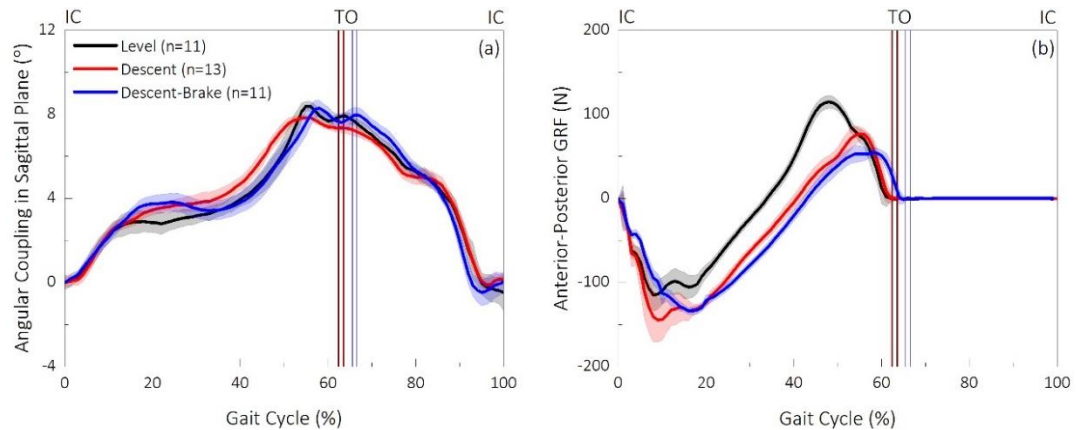 IC TO IC
12
8
4
0
-4
(a)
Level (n=11)
Descent (n=13)
Descent-Brake (n=11)
Angular Coupling in Sagittal Plane (°)
0 20 40 60 80 100
Gait Cycle (%)
IC TO IC
200
100
0
-100
-200
(b)
Anterior-Posterior GRF (N)
0 20 40 60 80 100
Gait Cycle (%)